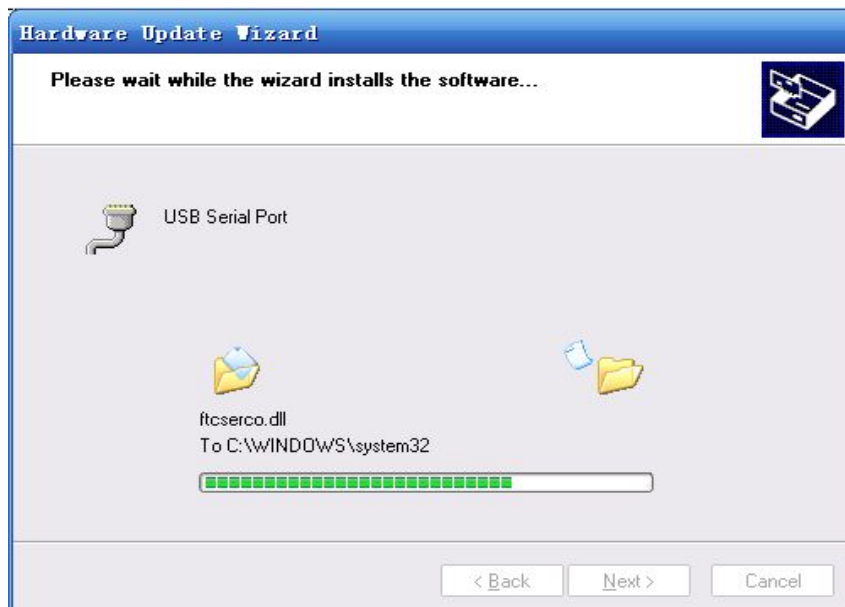 Hardware Update Wizard
Please wait while the wizard installs the software...
USB Serial Port
ftcserco.dll
To C:\WINDOWS\system32
< Back
Next >
Cancel